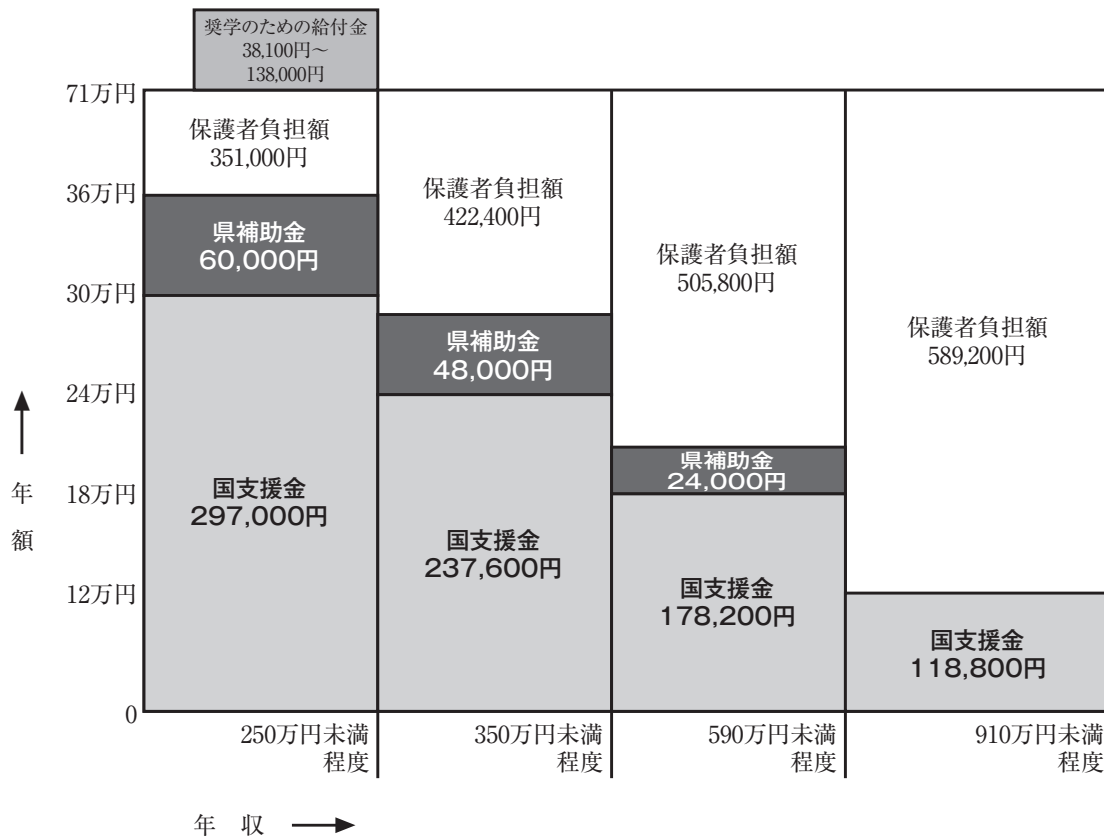 奨学のための給付金
38,100円～
138,000円
71万円
36万円
30万円
24万円
18万円
12万円
0
年
額
保護者負担額
351,000円
県補助金
60,000円
国支援金
297,000円
保護者負担額
422,400円
県補助金
48,000円
国支援金
237,600円
保護者負担額
505,800円
県補助金
24,000円
国支援金
178,200円
保護者負担額
589,200円
国支援金
118,800円
250万円未満
程度
350万円未満
程度
590万円未満
程度
910万円未満
程度
年 収